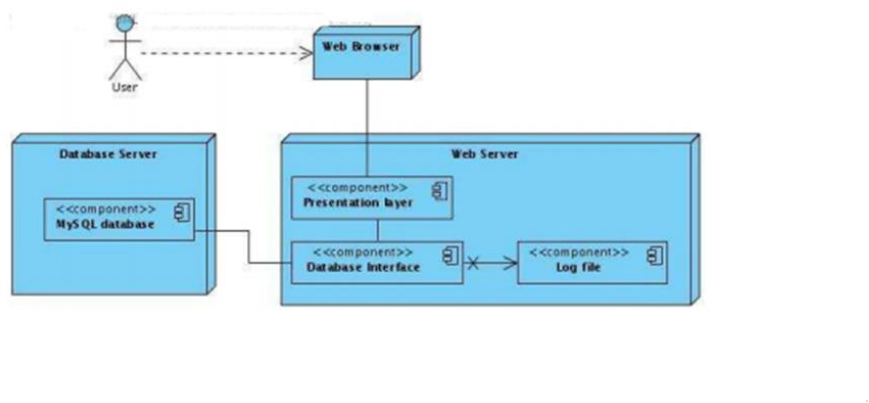 Web Browser
User
Database Server
Web Server
<<component>>
Presentation layer
<<component>>
MySQL database
<<component>>
Database Interface
<<component>>
Log file